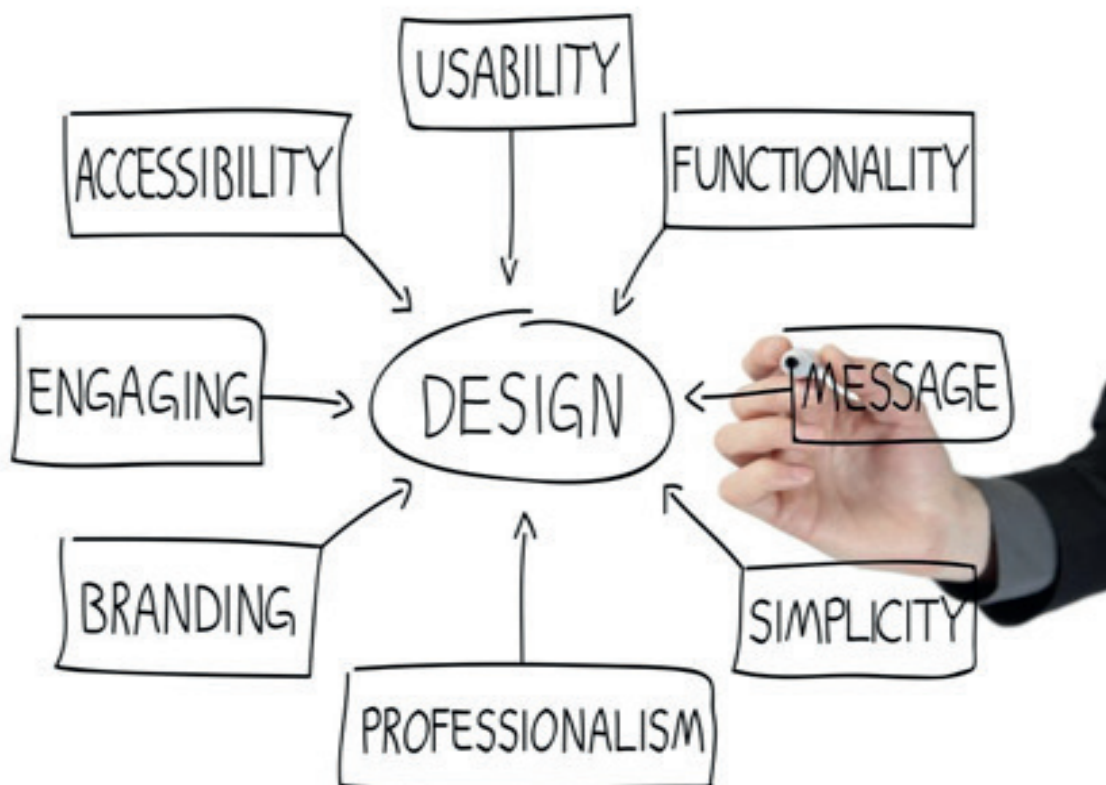 USABILITY
ACCESSIBILITY
FUNCTIONALITY
ENGAGING
DESIGN
MESSAGE
BRANDING
SIMPLICITY
PROFESSIONALISM